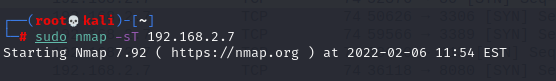 ┌──(root💀kali)-[~]
└─# sudo nmap -sT 192.168.2.7
Starting Nmap 7.92 ( https://nmap.org ) at 2022-02-06 11:54 EST